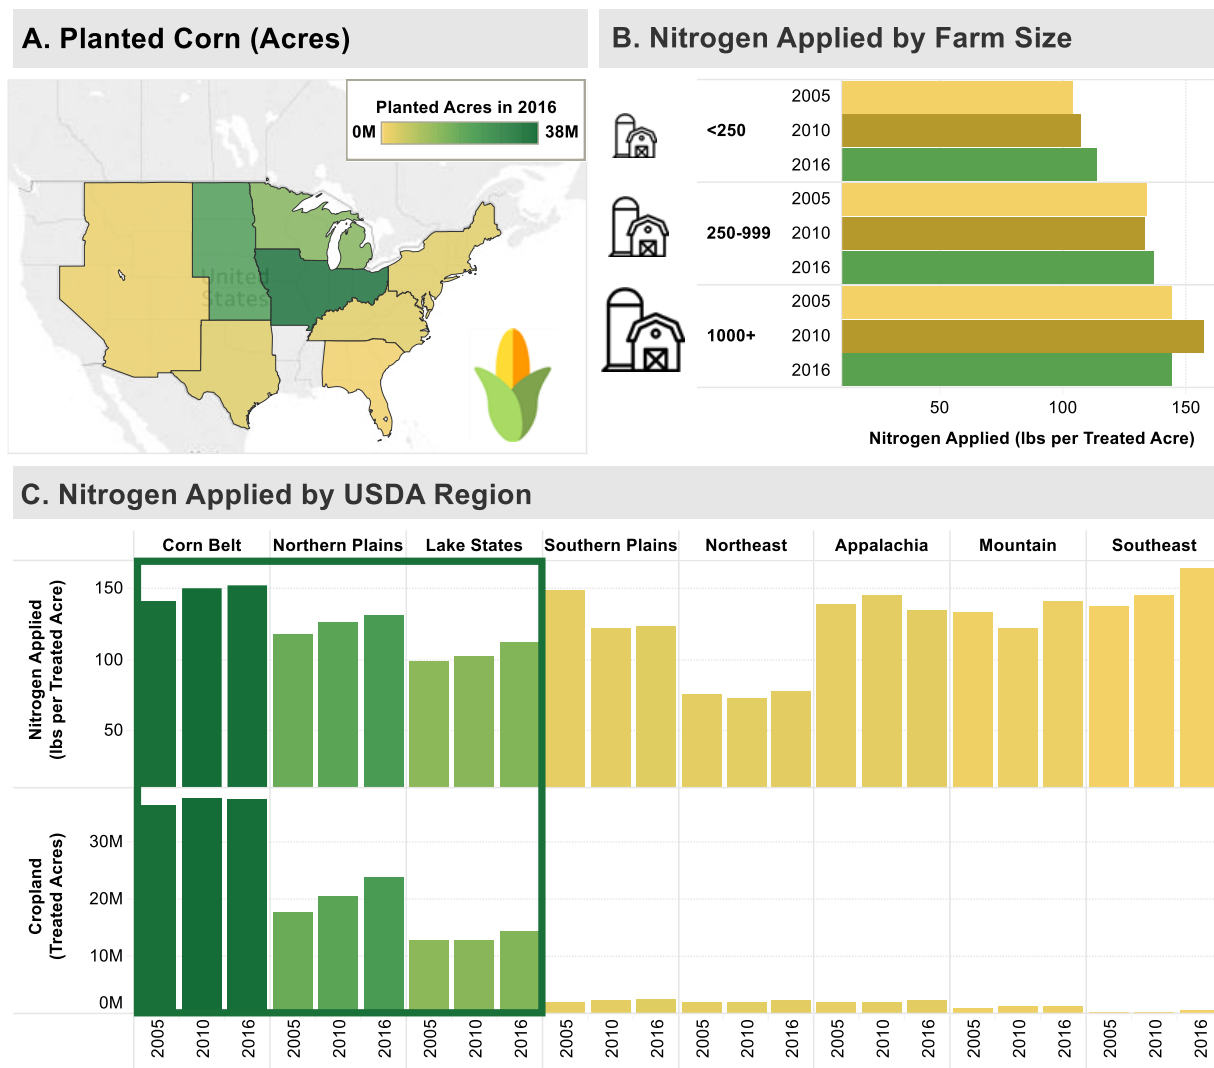 A. Planted Corn (Acres)
Planted Acres in 2016
0M 38M
United
States
B. Nitrogen Applied by Farm Size
<250
2005
2010
2016
250-999
2005
2010
2016
1000+
2005
2010
2016
50 100 150
Nitrogen Applied (lbs per Treated Acre)
C. Nitrogen Applied by USDA Region
Corn Belt Northern Plains Lake States Southern Plains Northeast Appalachia Mountain Southeast
Nitrogen Applied
(lbs per Treated Acre)
150
100
50
Cropland
(Treated Acres)
30M
20M
10M
0M
2005 2010 2016 2005 2010 2016 2005 2010 2016 2005 2010 2016 2005 2010 2016 2005 2010 2016 2005 2010 2016 2005 2010 2016